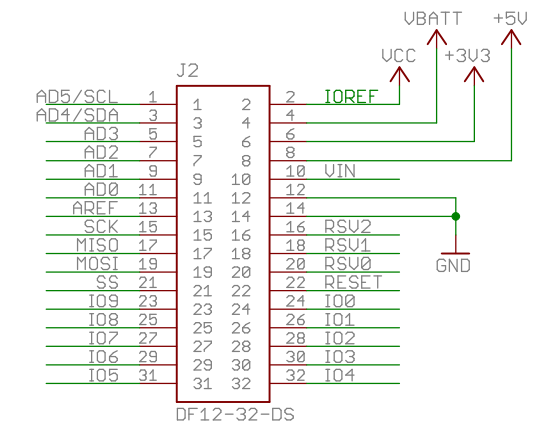 VBATT +5V
VCC +3V3
J2
AD5/SCL 1 1 2 2 IOREF
AD4/SDA 3 3 4 4
AD3 5 5 6 6
AD2 7 7 8 8
AD1 9 9 10 10 VIN
AD0 11 11 12 12
AREF 13 13 14 14
SCK 15 15 16 16 RSV2
MISO 17 17 18 18 RSV1
MOSI 19 19 20 20 RSV0
SS 21 21 22 22 RESET
IO9 23 23 24 24 IO0
IO8 25 25 26 26 IO1
IO7 27 27 28 28 IO2
IO6 29 29 30 30 IO3
IO5 31 31 32 32 IO4
GND
DF12-32-DS